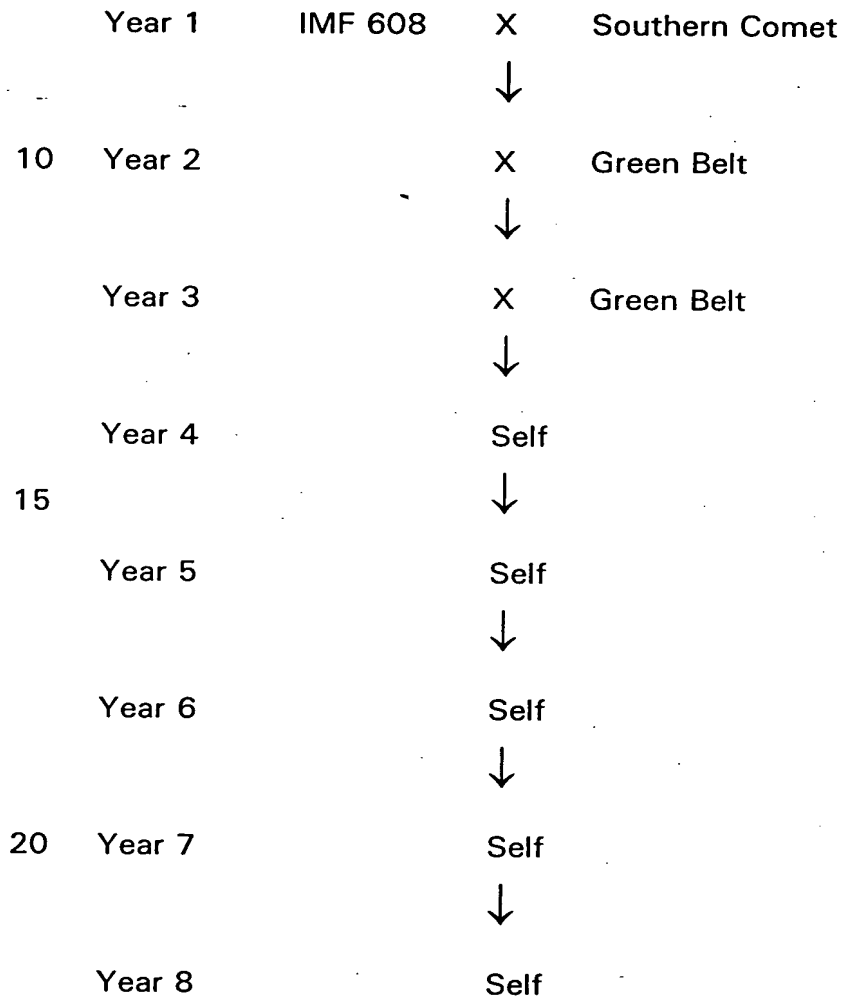 Year 1 IMF 608 X Southern Comet
↓
10 Year 2 X Green Belt
↓
Year 3 X Green Belt
↓
Year 4 Self
15 ↓
Year 5 Self
↓
Year 6 Self
↓
20 Year 7 Self
↓
Year 8 Self